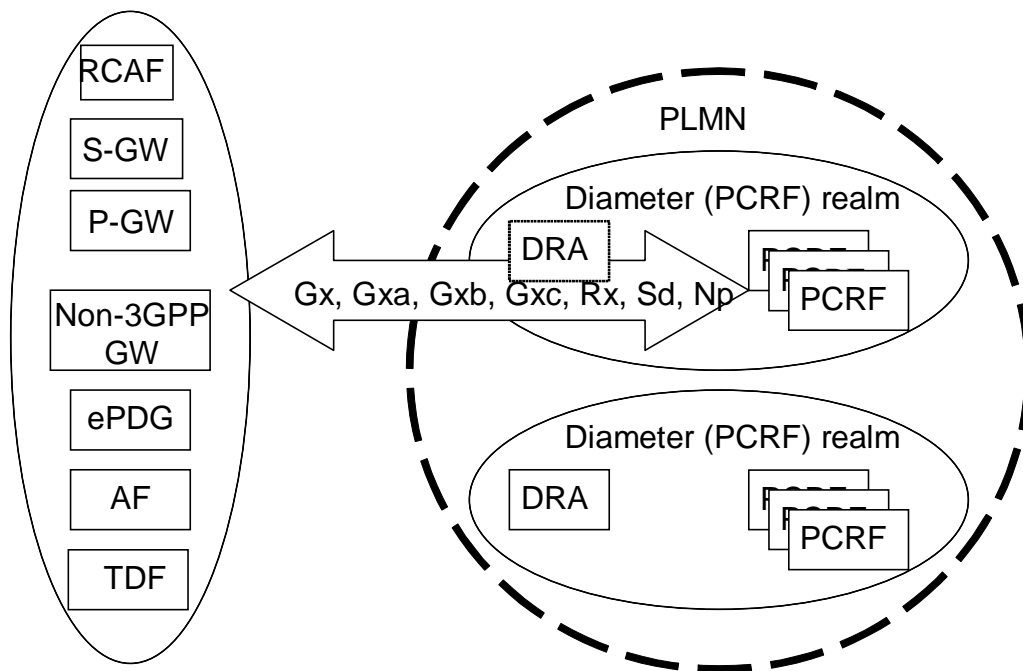 RCAF
S-GW
P-GW
Non-3GPP
GW
ePDG
AF
TDF
PLMN
Diameter (PCRF) realm
DRA
Gx, Gxa, Gxb, Gxc, Rx, Sd, Np
PCRF
Diameter (PCRF) realm
DRA
PCRF